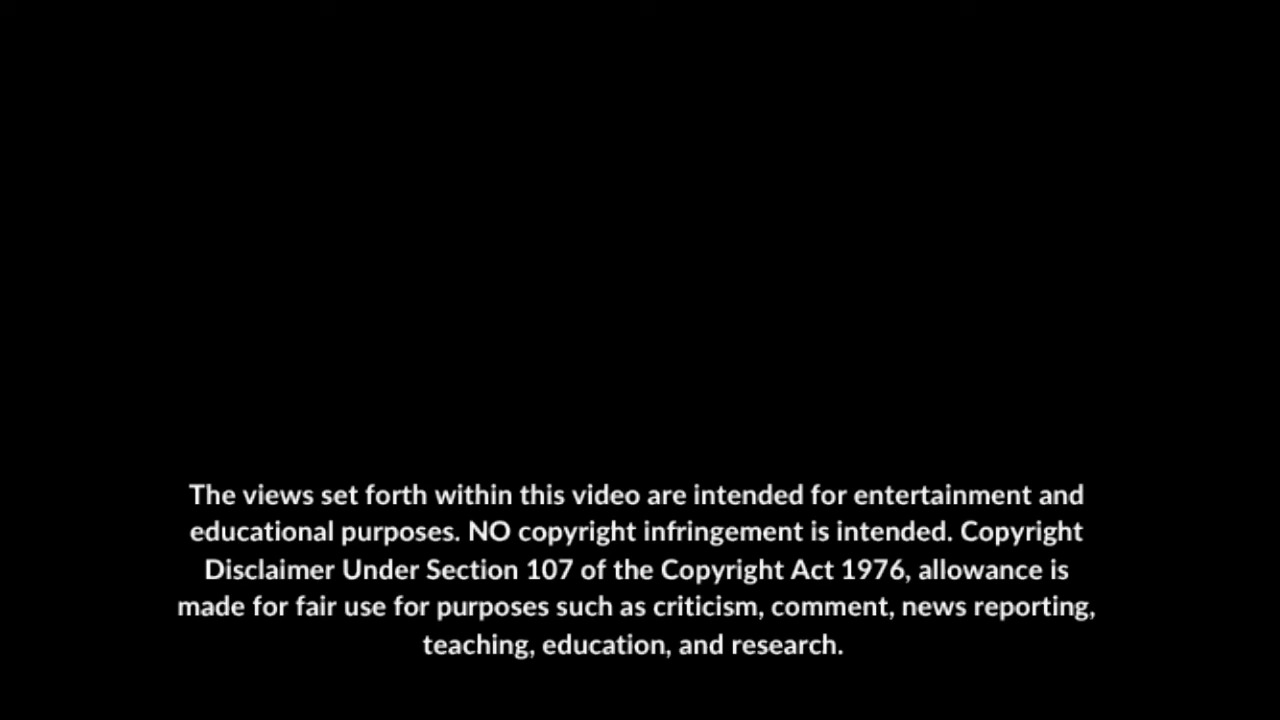 The views set forth within this video are intended for entertainment and
educational purposes. NO copyright infringement is intended. Copyright
Disclaimer Under Section 107 of the Copyright Act 1976, allowance is
made for fair use for purposes such as criticism, comment, news reporting,
teaching, education, and research.